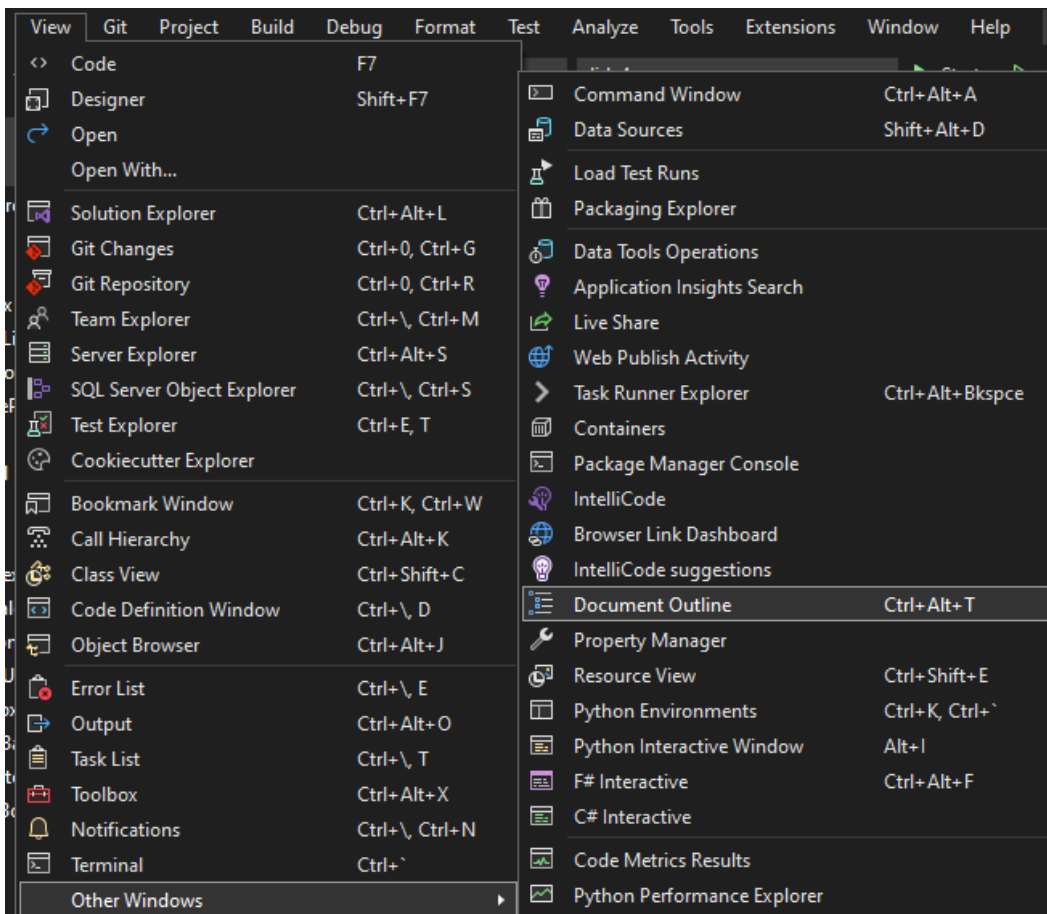 View Git Project Build Debug Format Test Analyze Tools Extensions Window Help
Code F7
Designer Shift+F7
Open
Open With...
Solution Explorer Ctrl+Alt+L
Git Changes Ctrl+0, Ctrl+G
Git Repository Ctrl+0, Ctrl+R
Team Explorer Ctrl+\, Ctrl+M
Server Explorer Ctrl+Alt+S
SQL Server Object Explorer Ctrl+\, Ctrl+S
Test Explorer Ctrl+E, T
Cookiecutter Explorer
Bookmark Window Ctrl+K, Ctrl+W
Call Hierarchy Ctrl+Alt+K
Class View Ctrl+Shift+C
Code Definition Window Ctrl+\, D
Object Browser Ctrl+Alt+J
Error List Ctrl+\, E
Output Ctrl+Alt+O
Task List Ctrl+\, T
Toolbox Ctrl+Alt+X
Notifications Ctrl+\, Ctrl+N
Terminal Ctrl+`
Other Windows
Command Window Ctrl+Alt+A
Data Sources Shift+Alt+D
Load Test Runs
Packaging Explorer
Data Tools Operations
Application Insights Search
Live Share
Web Publish Activity
Task Runner Explorer Ctrl+Alt+Bkspce
Containers
Package Manager Console
IntelliCode
Browser Link Dashboard
IntelliCode suggestions
Document Outline Ctrl+Alt+T
Property Manager
Resource View Ctrl+Shift+E
Python Environments Ctrl+K, Ctrl+`
Python Interactive Window Alt+I
F# Interactive Ctrl+Alt+F
C# Interactive
Code Metrics Results
Python Performance Explorer